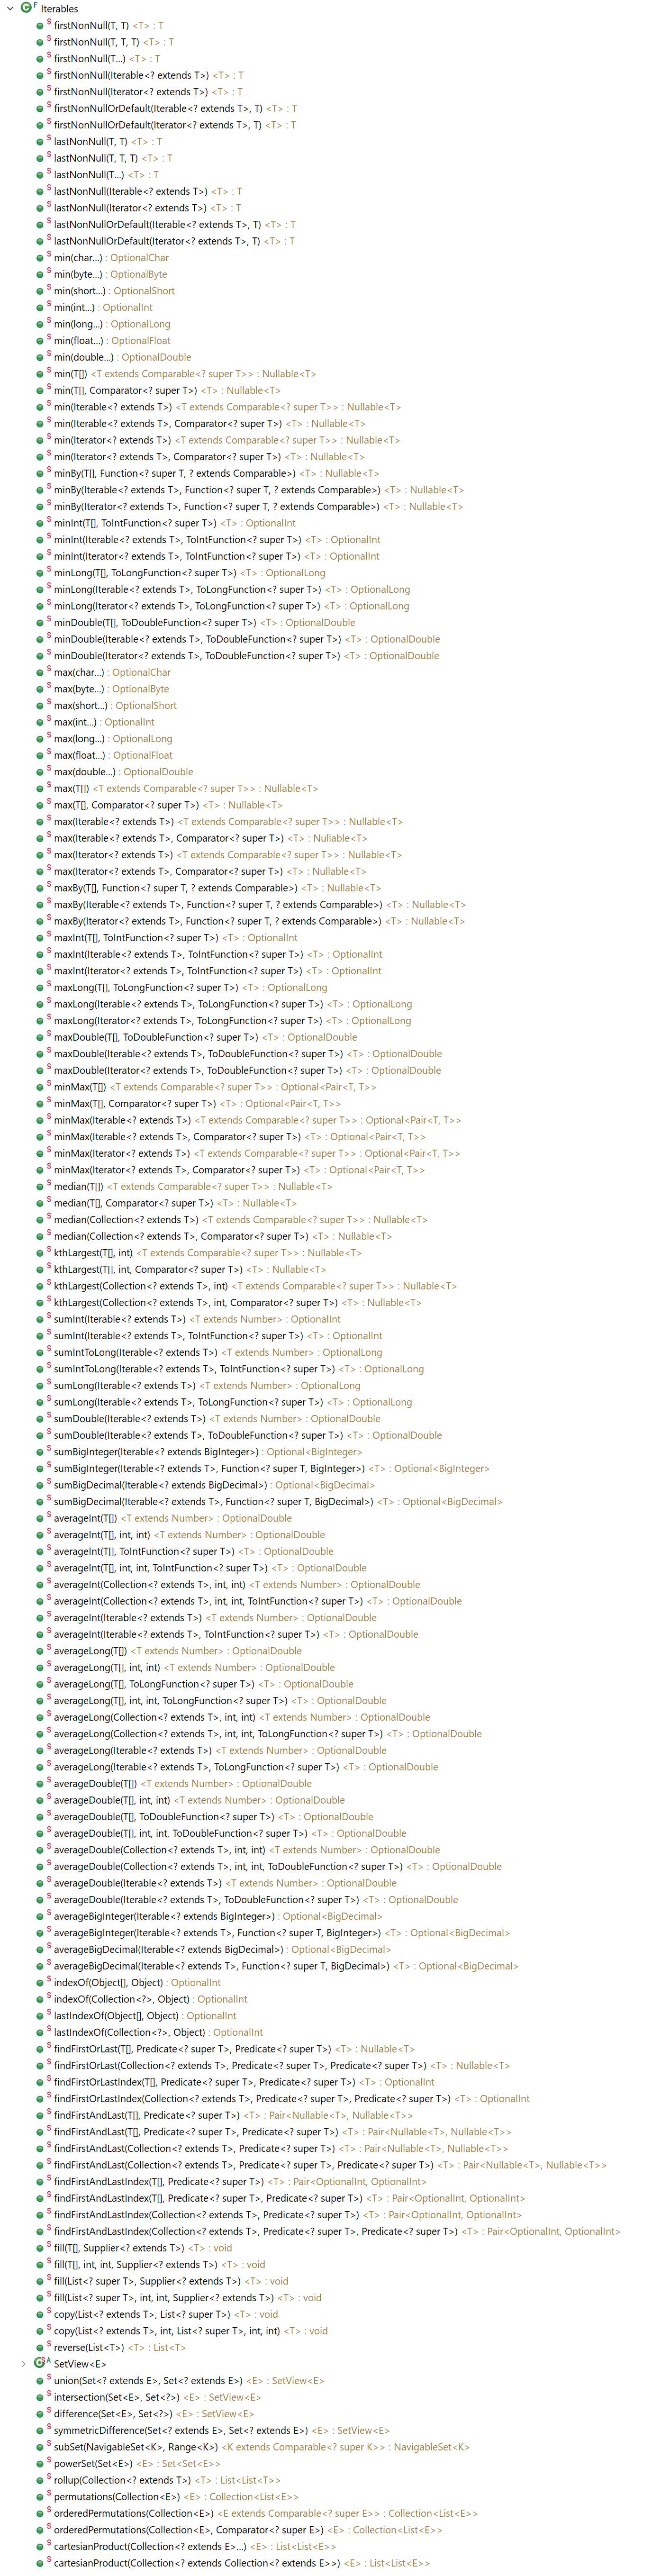 Iterables
firstNonNull(T, T) <T> : T
firstNonNull(T, T, T) <T> : T
firstNonNull(T...) <T> : T
firstNonNull(Iterable<? extends T>) <T> : T
firstNonNull(Iterator<? extends T>) <T> : T
firstNonNullOrDefault(Iterable<? extends T>, T) <T> : T
firstNonNullOrDefault(Iterator<? extends T>, T) <T> : T
lastNonNull(T, T) <T> : T
lastNonNull(T, T, T) <T> : T
lastNonNull(T...) <T> : T
lastNonNull(Iterable<? extends T>) <T> : T
lastNonNull(Iterator<? extends T>) <T> : T
lastNonNullOrDefault(Iterable<? extends T>, T) <T> : T
lastNonNullOrDefault(Iterator<? extends T>, T) <T> : T
min(char...) : OptionalChar
min(byte...) : OptionalByte
min(short...) : OptionalShort
min(int...) : OptionalInt
min(long...) : OptionalLong
min(float...) : OptionalFloat
min(double...) : OptionalDouble
min(T[]) <T extends Comparable<? super T>> : Nullable<T>
min(T[], Comparator<? super T>) <T> : Nullable<T>
min(Iterable<? extends T>) <T extends Comparable<? super T>> : Nullable<T>
min(Iterable<? extends T>, Comparator<? super T>) <T> : Nullable<T>
min(Iterator<? extends T>) <T extends Comparable<? super T>> : Nullable<T>
min(Iterator<? extends T>, Comparator<? super T>) <T> : Nullable<T>
minBy(T[], Function<? super T, ? extends Comparable>) <T> : Nullable<T>
minBy(Iterable<? extends T>, Function<? super T, ? extends Comparable>) <T> : Nullable<T>
minBy(Iterator<? extends T>, Function<? super T, ? extends Comparable>) <T> : Nullable<T>
minInt(T[], ToIntFunction<? super T>) <T> : OptionalInt
minInt(Iterable<? extends T>, ToIntFunction<? super T>) <T> : OptionalInt
minInt(Iterator<? extends T>, ToIntFunction<? super T>) <T> : OptionalInt
minLong(T[], ToLongFunction<? super T>) <T> : OptionalLong
minLong(Iterable<? extends T>, ToLongFunction<? super T>) <T> : OptionalLong
minLong(Iterator<? extends T>, ToLongFunction<? super T>) <T> : OptionalLong
minDouble(T[], ToDoubleFunction<? super T>) <T> : OptionalDouble
minDouble(Iterable<? extends T>, ToDoubleFunction<? super T>) <T> : OptionalDouble
minDouble(Iterator<? extends T>, ToDoubleFunction<? super T>) <T> : OptionalDouble
max(char...) : OptionalChar
max(byte...) : OptionalByte
max(short...) : OptionalShort
max(int...) : OptionalInt
max(long...) : OptionalLong
max(float...) : OptionalFloat
max(double...) : OptionalDouble
max(T[]) <T extends Comparable<? super T>> : Nullable<T>
max(T[], Comparator<? super T>) <T> : Nullable<T>
max(Iterable<? extends T>) <T extends Comparable<? super T>> : Nullable<T>
max(Iterable<? extends T>, Comparator<? super T>) <T> : Nullable<T>
max(Iterator<? extends T>) <T extends Comparable<? super T>> : Nullable<T>
max(Iterator<? extends T>, Comparator<? super T>) <T> : Nullable<T>
maxBy(T[], Function<? super T, ? extends Comparable>) <T> : Nullable<T>
maxBy(Iterable<? extends T>, Function<? super T, ? extends Comparable>) <T> : Nullable<T>
maxBy(Iterator<? extends T>, Function<? super T, ? extends Comparable>) <T> : Nullable<T>
maxInt(T[], ToIntFunction<? super T>) <T> : OptionalInt
maxInt(Iterable<? extends T>, ToIntFunction<? super T>) <T> : OptionalInt
maxInt(Iterator<? extends T>, ToIntFunction<? super T>) <T> : OptionalInt
maxLong(T[], ToLongFunction<? super T>) <T> : OptionalLong
maxLong(Iterable<? extends T>, ToLongFunction<? super T>) <T> : OptionalLong
maxLong(Iterator<? extends T>, ToLongFunction<? super T>) <T> : OptionalLong
maxDouble(T[], ToDoubleFunction<? super T>) <T> : OptionalDouble
maxDouble(Iterable<? extends T>, ToDoubleFunction<? super T>) <T> : OptionalDouble
maxDouble(Iterator<? extends T>, ToDoubleFunction<? super T>) <T> : OptionalDouble
minMax(T[]) <T extends Comparable<? super T>> : Optional<Pair<T, T>>
minMax(T[], Comparator<? super T>) <T> : Optional<Pair<T, T>>
minMax(Iterable<? extends T>) <T extends Comparable<? super T>> : Optional<Pair<T, T>>
minMax(Iterable<? extends T>, Comparator<? super T>) <T> : Optional<Pair<T, T>>
minMax(Iterator<? extends T>) <T extends Comparable<? super T>> : Optional<Pair<T, T>>
minMax(Iterator<? extends T>, Comparator<? super T>) <T> : Optional<Pair<T, T>>
median(T[]) <T extends Comparable<? super T>> : Nullable<T>
median(T[], Comparator<? super T>) <T> : Nullable<T>
median(Collection<? extends T>) <T extends Comparable<? super T>> : Nullable<T>
median(Collection<? extends T>, Comparator<? super T>) <T> : Nullable<T>
kthLargest(T[], int) <T extends Comparable<? super T>> : Nullable<T>
kthLargest(T[], int, Comparator<? super T>) <T> : Nullable<T>
kthLargest(Collection<? extends T>, int) <T extends Comparable<? super T>> : Nullable<T>
kthLargest(Collection<? extends T>, int, Comparator<? super T>) <T> : Nullable<T>
sumInt(Iterable<? extends T>) <T extends Number> : OptionalInt
sumInt(Iterable<? extends T>, ToIntFunction<? super T>) <T> : OptionalInt
sumIntToLong(Iterable<? extends T>) <T extends Number> : OptionalLong
sumIntToLong(Iterable<? extends T>, ToIntFunction<? super T>) <T> : OptionalLong
sumLong(Iterable<? extends T>) <T extends Number> : OptionalLong
sumLong(Iterable<? extends T>, ToLongFunction<? super T>) <T> : OptionalLong
sumDouble(Iterable<? extends T>) <T extends Number> : OptionalDouble
sumDouble(Iterable<? extends T>, ToDoubleFunction<? super T>) <T> : OptionalDouble
sumBigInteger(Iterable<? extends BigInteger>) : Optional<BigInteger>
sumBigInteger(Iterable<? extends T>, Function<? super T, BigInteger>) <T> : Optional<BigInteger>
sumBigDecimal(Iterable<? extends BigDecimal>) : Optional<BigDecimal>
sumBigDecimal(Iterable<? extends T>, Function<? super T, BigDecimal>) <T> : Optional<BigDecimal>
averageInt(T[]) <T extends Number> : OptionalDouble
averageInt(T[], int, int) <T extends Number> : OptionalDouble
averageInt(T[], ToIntFunction<? super T>) <T> : OptionalDouble
averageInt(T[], int, int, ToIntFunction<? super T>) <T> : OptionalDouble
averageInt(Collection<? extends T>, int, int) <T extends Number> : OptionalDouble
averageInt(Collection<? extends T>, int, int, ToIntFunction<? super T>) <T> : OptionalDouble
averageInt(Iterable<? extends T>) <T extends Number> : OptionalDouble
averageInt(Iterable<? extends T>, ToIntFunction<? super T>) <T> : OptionalDouble
averageLong(T[]) <T extends Number> : OptionalDouble
averageLong(T[], int, int) <T extends Number> : OptionalDouble
averageLong(T[], ToLongFunction<? super T>) <T> : OptionalDouble
averageLong(T[], int, int, ToLongFunction<? super T>) <T> : OptionalDouble
averageLong(Collection<? extends T>, int, int) <T extends Number> : OptionalDouble
averageLong(Collection<? extends T>, int, int, ToLongFunction<? super T>) <T> : OptionalDouble
averageLong(Iterable<? extends T>) <T extends Number> : OptionalDouble
averageLong(Iterable<? extends T>, ToLongFunction<? super T>) <T> : OptionalDouble
averageDouble(T[]) <T extends Number> : OptionalDouble
averageDouble(T[], int, int) <T extends Number> : OptionalDouble
averageDouble(T[], ToDoubleFunction<? super T>) <T> : OptionalDouble
averageDouble(T[], int, int, ToDoubleFunction<? super T>) <T> : OptionalDouble
averageDouble(Collection<? extends T>, int, int) <T extends Number> : OptionalDouble
averageDouble(Collection<? extends T>, int, int, ToDoubleFunction<? super T>) <T> : OptionalDouble
averageDouble(Iterable<? extends T>) <T extends Number> : OptionalDouble
averageDouble(Iterable<? extends T>, ToDoubleFunction<? super T>) <T> : OptionalDouble
averageBigInteger(Iterable<? extends BigInteger>) : Optional<BigDecimal>
averageBigInteger(Iterable<? extends T>, Function<? super T, BigInteger>) <T> : Optional<BigDecimal>
averageBigDecimal(Iterable<? extends BigDecimal>) : Optional<BigDecimal>
averageBigDecimal(Iterable<? extends T>, Function<? super T, BigDecimal>) <T> : Optional<BigDecimal>
indexOf(Object[], Object) : OptionalInt
indexOf(Collection<?>, Object) : OptionalInt
lastIndexOf(Object[], Object) : OptionalInt
lastIndexOf(Collection<?>, Object) : OptionalInt
findFirstOrLast(T[], Predicate<? super T>, Predicate<? super T>) <T> : Nullable<T>
findFirstOrLast(Collection<? extends T>, Predicate<? super T>, Predicate<? super T>) <T> : Nullable<T>
findFirstOrLastIndex(T[], Predicate<? super T>, Predicate<? super T>) <T> : OptionalInt
findFirstOrLastIndex(Collection<? extends T>, Predicate<? super T>, Predicate<? super T>) <T> : OptionalInt
findFirstAndLast(T[], Predicate<? super T>) <T> : Pair<Nullable<T>, Nullable<T>>
findFirstAndLast(T[], Predicate<? super T>, Predicate<? super T>) <T> : Pair<Nullable<T>, Nullable<T>>
findFirstAndLast(Collection<? extends T>, Predicate<? super T>) <T> : Pair<Nullable<T>, Nullable<T>>
findFirstAndLast(Collection<? extends T>, Predicate<? super T>, Predicate<? super T>) <T> : Pair<Nullable<T>, Nullable<T>>
findFirstAndLastIndex(T[], Predicate<? super T>) <T> : Pair<OptionalInt, OptionalInt>
findFirstAndLastIndex(T[], Predicate<? super T>, Predicate<? super T>) <T> : Pair<OptionalInt, OptionalInt>
findFirstAndLastIndex(Collection<? extends T>, Predicate<? super T>) <T> : Pair<OptionalInt, OptionalInt>
findFirstAndLastIndex(Collection<? extends T>, Predicate<? super T>, Predicate<? super T>) <T> : Pair<OptionalInt, OptionalInt>
fill(T[], Supplier<? extends T>) <T> : void
fill(T[], int, int, Supplier<? extends T>) <T> : void
fill(List<? super T>, Supplier<? extends T>) <T> : void
fill(List<? super T>, int, int, Supplier<? extends T>) <T> : void
copy(List<? extends T>, List<? super T>) <T> : void
copy(List<? extends T>, int, List<? super T>, int, int) <T> : void
reverse(List<T>) <T> : List<T>
SetView<E>
union(Set<? extends E>, Set<? extends E>) <E> : SetView<E>
intersection(Set<E>, Set<?>) <E> : SetView<E>
difference(Set<E>, Set<?>) <E> : SetView<E>
symmetricDifference(Set<? extends E>, Set<? extends E>) <E> : SetView<E>
subSet(NavigableSet<K>, Range<K>) <K extends Comparable<? super K>> : NavigableSet<K>
powerSet(Set<E>) <E> : Set<Set<E>>
rollup(Collection<? extends T>) <T> : List<List<T>>
permutations(Collection<E>) <E> : Collection<List<E>>
orderedPermutations(Collection<E>) <E extends Comparable<? super E>> : Collection<List<E>>
orderedPermutations(Collection<E>, Comparator<? super E>) <E> : Collection<List<E>>
cartesianProduct(Collection<? extends E>...) <E> : List<List<E>>
cartesianProduct(Collection<? extends Collection<? extends E>>) <E> : List<List<E>>